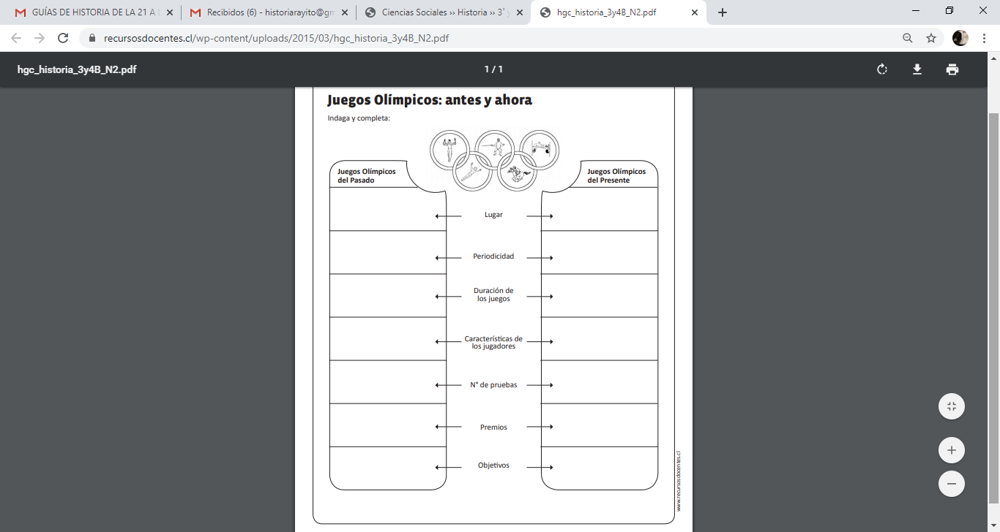 GUÍAS DE HISTORIA DE LA 21 A
Recibidos (6) - historiarayito@gm
Ciencias Sociales ›› Historia ›› 3°
hgc_historia_3y4B_N2.pdf
recursosdocentes.cl/wp-content/uploads/2015/03/hgc_historia_3y4B_N2.pdf
hgc_historia_3y4B_N2.pdf
1 / 1
Juegos Olímpicos: antes y ahora
Indaga y completa:
Juegos Olímpicos
del Pasado
Juegos Olímpicos
del Presente
Lugar
Periodicidad
Duración de
los juegos
Características de
los jugadores
N° de pruebas
Premios
Objetivos
www.recursosdocentes.cl